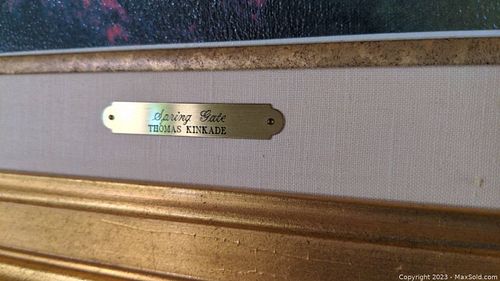 Spring Gate
THOMAS KINKADE
Copyright 2023 - MaxSold.com